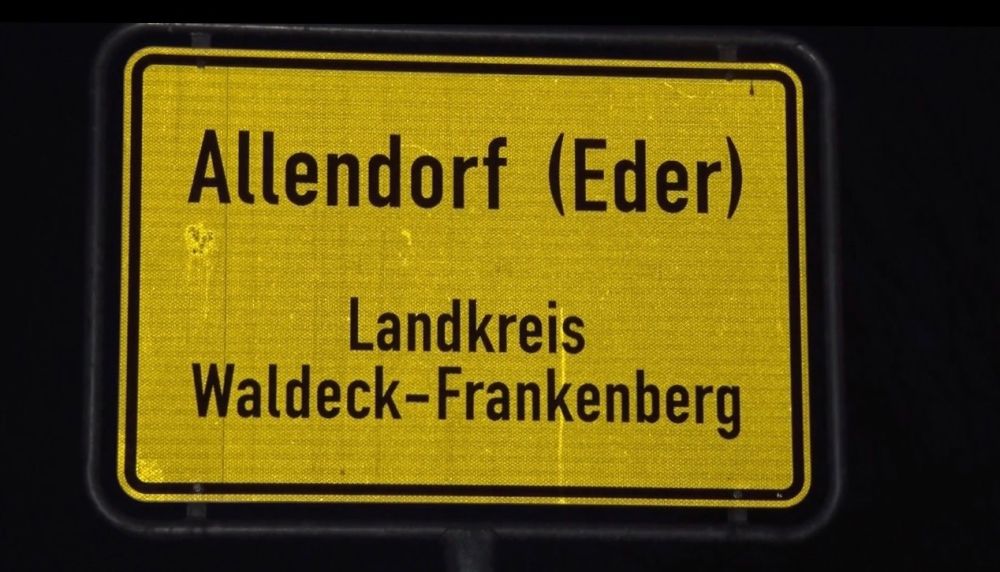 Allendorf (Eder)
Landkreis
Waldeck-Frankenberg